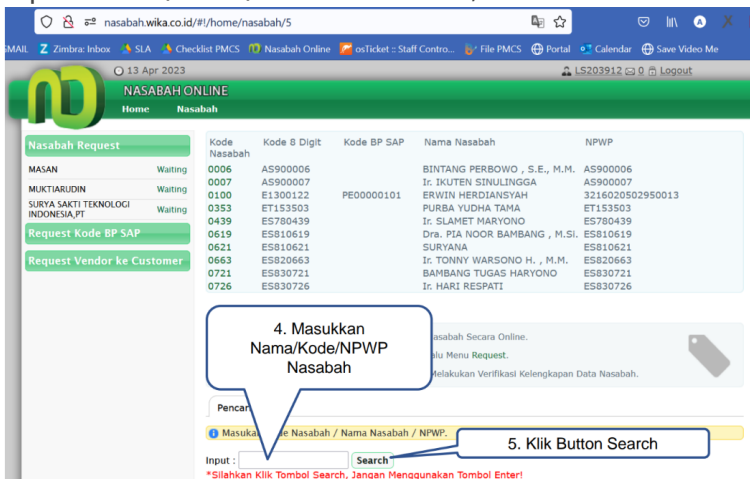 nasabah.wika.co.id/#!/home/nasabah/5
SMAIL Zimbra: Inbox SLA Checklist PMCS Nasabah Online osTicket :: Staff Contro... File PMCS Portal Calendar Save Video Me
13 Apr 2023 LS203912 0 Logout
NASABAH ONLINE
Home Nasabah
Nasabah Request
MASAN Waiting
MUKTIARUDIN Waiting
SURYA SAKTI TEKNOLOGI INDONESIA,PT Waiting
Request Kode BP SAP
Request Vendor ke Customer
Kode Nasabah Kode 8 Digit Kode BP SAP Nama Nasabah NPWP
0006 AS900006 BINTANG PERBOWO , S.E., M.M. AS900006
0007 AS900007 Ir. IKUTEN SINULINGGA AS900007
0100 E1300122 PE00000101 ERWIN HERDIANSYAH 3216020502950013
0353 ET153503 PURBA YUDHA TAMA ET153503
0439 ES780439 Ir. SLAMET MARYONO ES780439
0619 ES810619 Dra. PIA NOOR BAMBANG , M.Si. ES810619
0621 ES810621 SURYANA ES810621
0663 ES820663 Ir. TONNY WARSONO H. , M.M. ES820663
0721 ES830721 BAMBANG TUGAS HARYONO ES830721
0726 ES830726 Ir. HARI RESPATI ES830726
4. Masukkan
Nama/Kode/NPWP
Nasabah
Nasabah Secara Online.
Menu Request.
Melakukan Verifikasi Kelengkapan Data Nasabah.
Masuka Nasabah / Nama Nasabah / NPWP.
5. Klik Button Search
Input : Search
*Silahkan Klik Tombol Search, Jangan Menggunakan Tombol Enter!